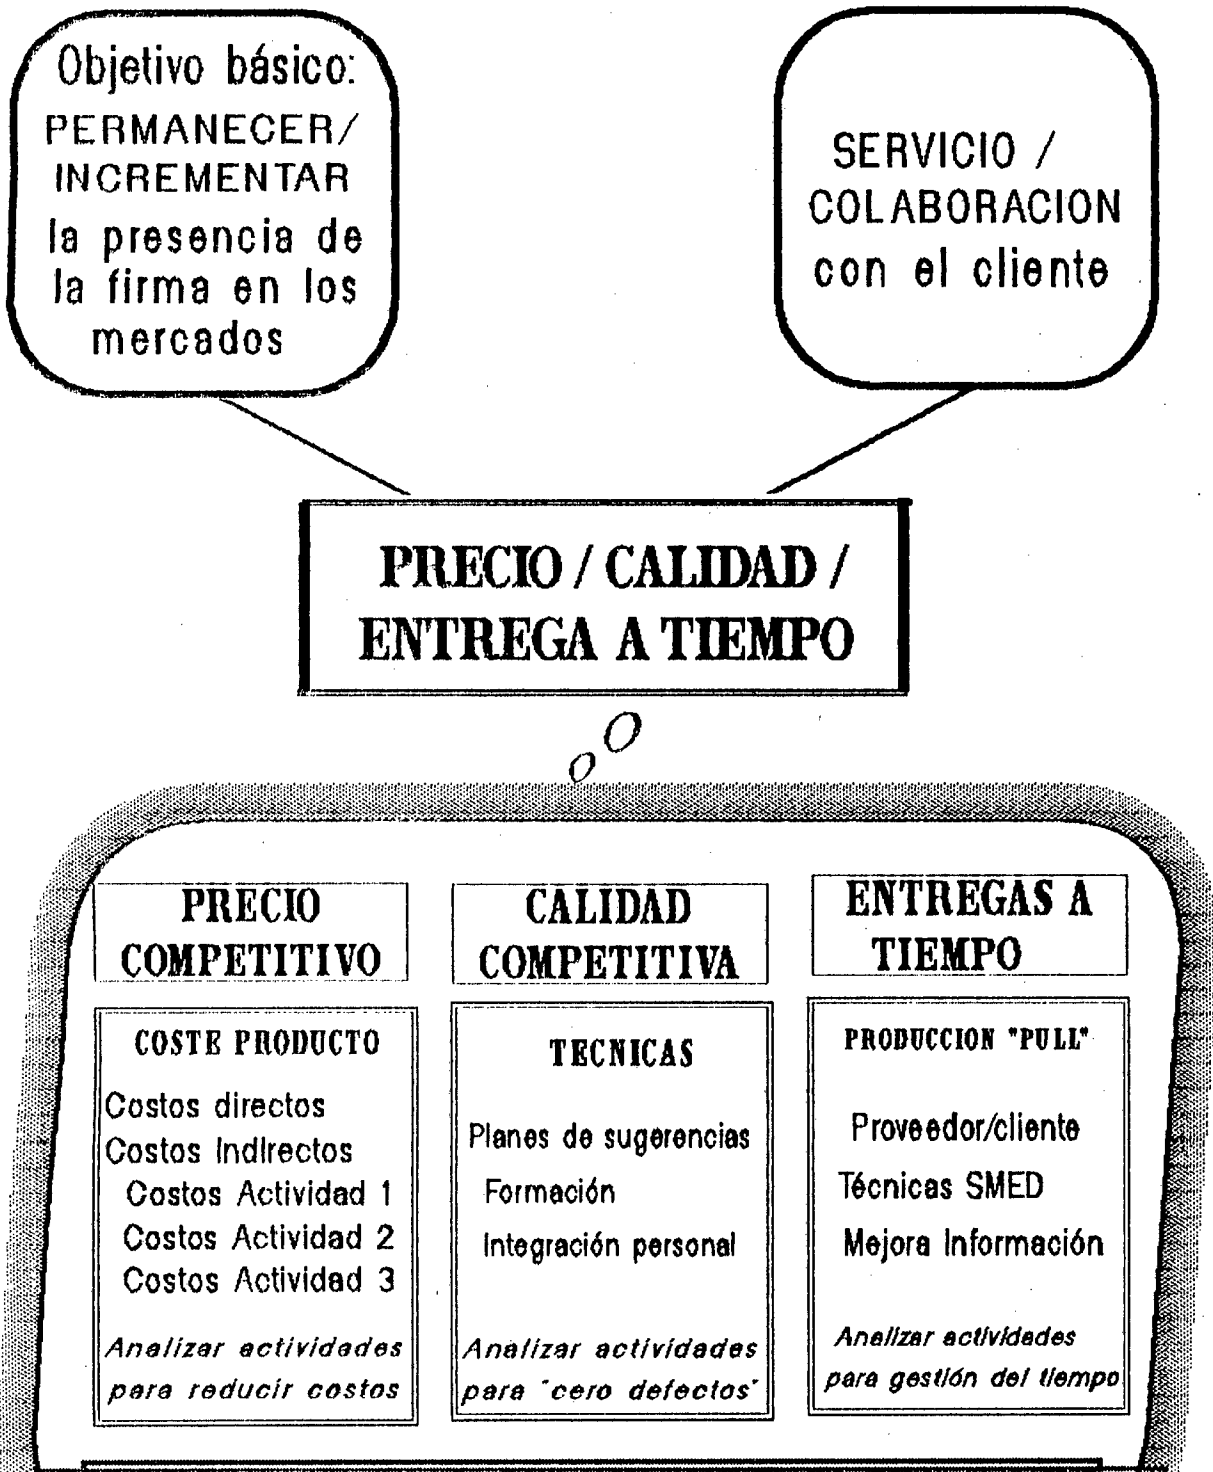 Objetivo básico:
PERMANECER/
INCREMENTAR
la presencia de
la firma en los
mercados
SERVICIO /
COLABORACION
con el cliente
PRECIO / CALIDAD /
ENTREGA A TIEMPO
PRECIO
COMPETITIVO
COSTE PRODUCTO
Costos directos
Costos Indirectos
Costos Actividad 1
Costos Actividad 2
Costos Actividad 3
Analizar actividades
para reducir costos
CALIDAD
COMPETITIVA
TECNICAS
Planes de sugerencias
Formación
Integración personal
Analizar actividades
para "cero defectos"
ENTREGAS A
TIEMPO
PRODUCCION "PULL"
Proveedor/cliente
Técnicas SMED
Mejora Información
Analizar actividades
para gestión del tiempo